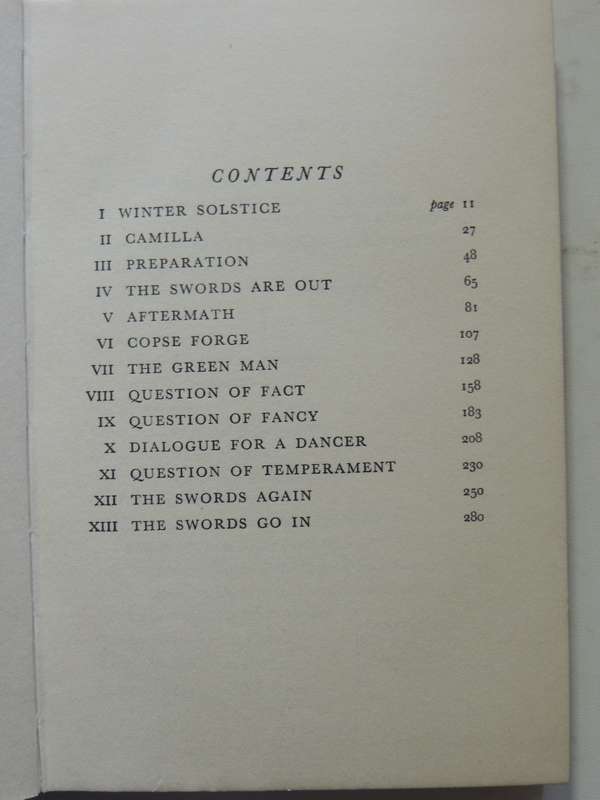 CONTENTS
I WINTER SOLSTICE page 11
II CAMILLA 27
III PREPARATION 48
IV THE SWORDS ARE OUT 65
V AFTERMATH 81
VI COPSE FORGE 107
VII THE GREEN MAN 128
VIII QUESTION OF FACT 158
IX QUESTION OF FANCY 183
X DIALOGUE FOR A DANCER 208
XI QUESTION OF TEMPERAMENT 230
XII THE SWORDS AGAIN 250
XIII THE SWORDS GO IN 280